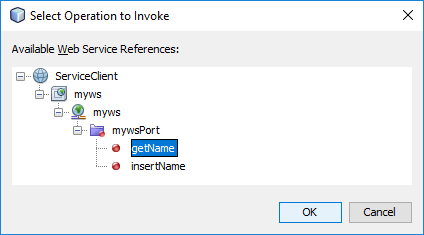 Select Operation to Invoke
Available Web Service References:
ServiceClient
myws
myws
mywsPort
getName
insertName
OK
Cancel